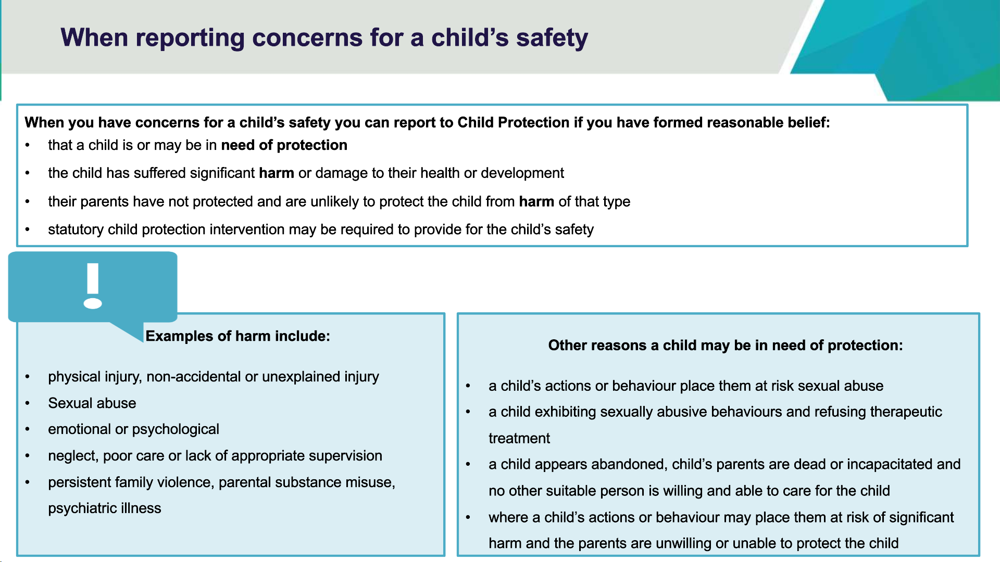 When reporting concerns for a child’s safety
When you have concerns for a child’s safety you can report to Child Protection if you have formed reasonable belief:
• that a child is or may be in need of protection
• the child has suffered significant harm or damage to their health or development
• their parents have not protected and are unlikely to protect the child from harm of that type
• statutory child protection intervention may be required to provide for the child’s safety
!
Examples of harm include:
• physical injury, non-accidental or unexplained injury
• Sexual abuse
• emotional or psychological
• neglect, poor care or lack of appropriate supervision
• persistent family violence, parental substance misuse,
psychiatric illness
Other reasons a child may be in need of protection:
• a child’s actions or behaviour place them at risk sexual abuse
• a child exhibiting sexually abusive behaviours and refusing therapeutic
treatment
• a child appears abandoned, child’s parents are dead or incapacitated and
no other suitable person is willing and able to care for the child
• where a child’s actions or behaviour may place them at risk of significant
harm and the parents are unwilling or unable to protect the child